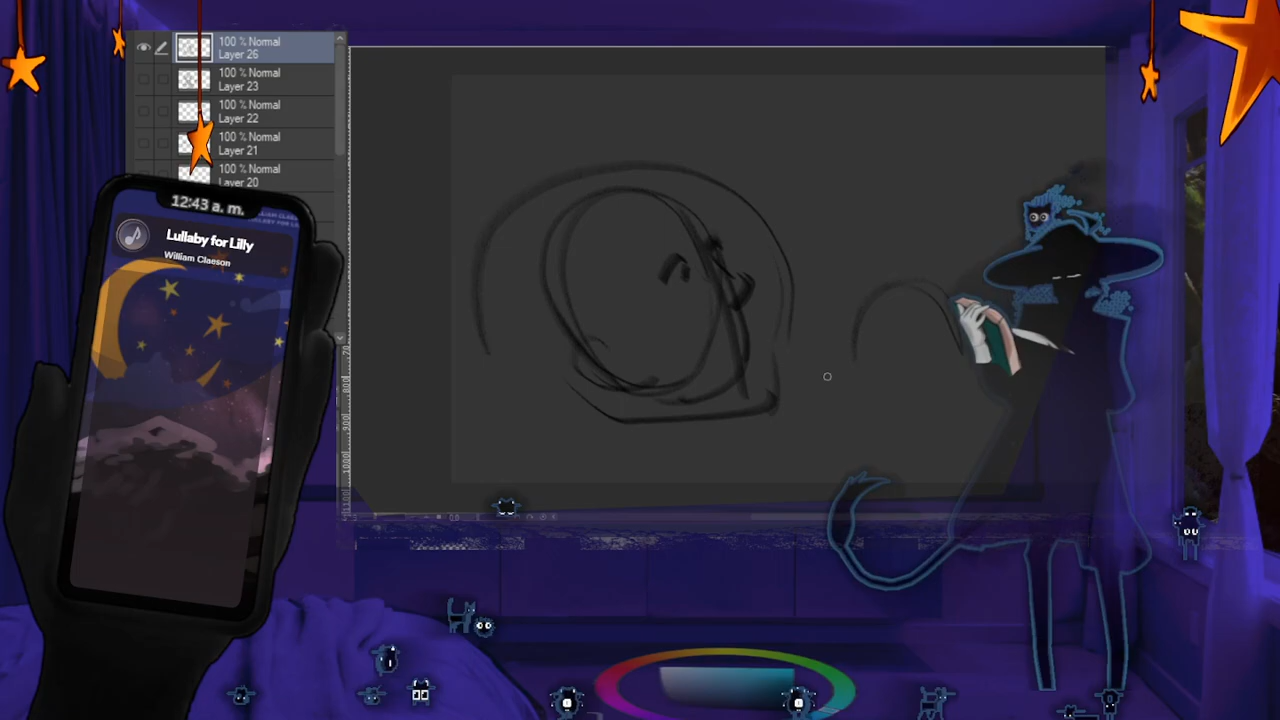 100 % Normal
Layer 26
100 % Normal
Layer 23
100 % Normal
Layer 22
100 % Normal
Layer 21
100 % Normal
Layer 20
12:43 a. m.
Lullaby for Lilly
William Claeson